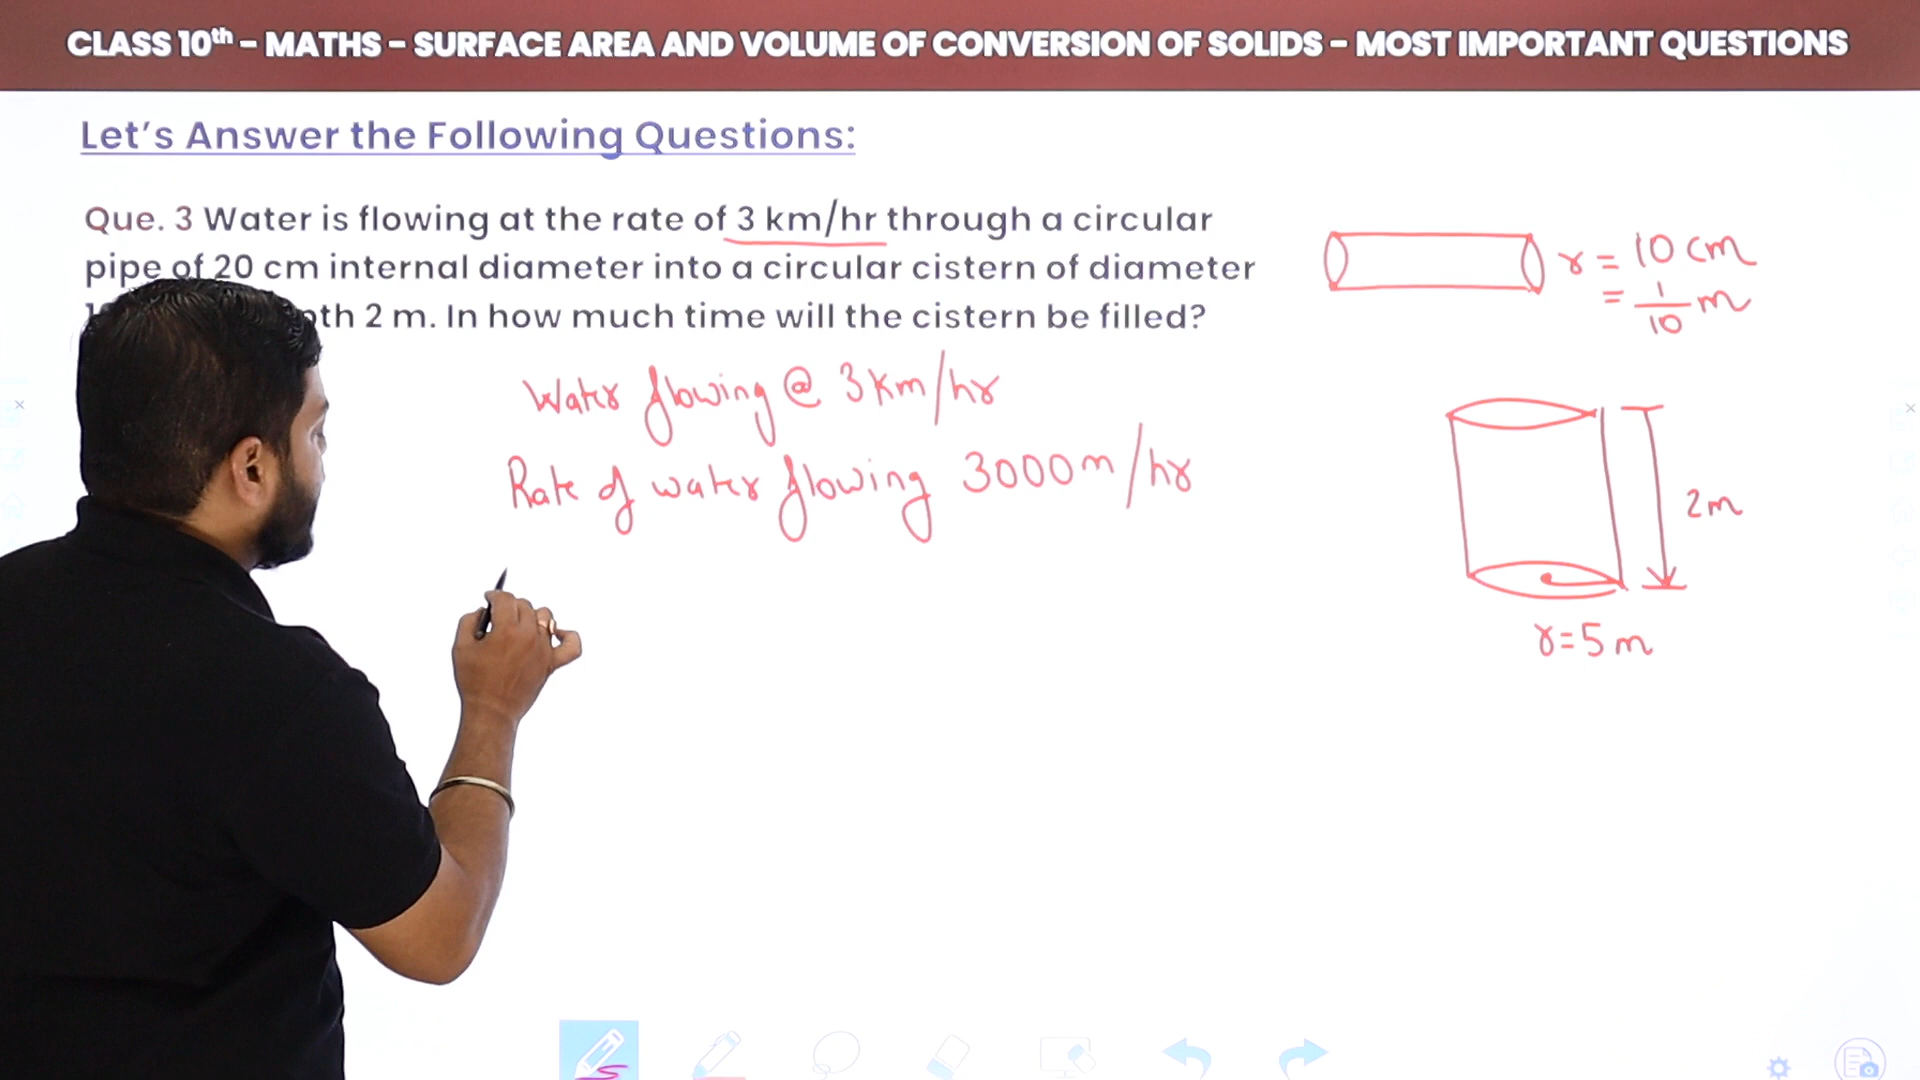 CLASS 10th - MATHS - SURFACE AREA AND VOLUME OF CONVERSION OF SOLIDS - MOST IMPORTANT QUESTIONS
Let's Answer the Following Questions:
Que. 3 Water is flowing at the rate of 3 km/hr through a circular
pipe of 20 cm internal diameter into a circular cistern of diameter
2 m. In how much time will the cistern be filled?
r = 10 cm
= 1/10 m
Water flowing @ 3 km/hr
Rate of water flowing 3000 m/hr
2 m
r = 5 m